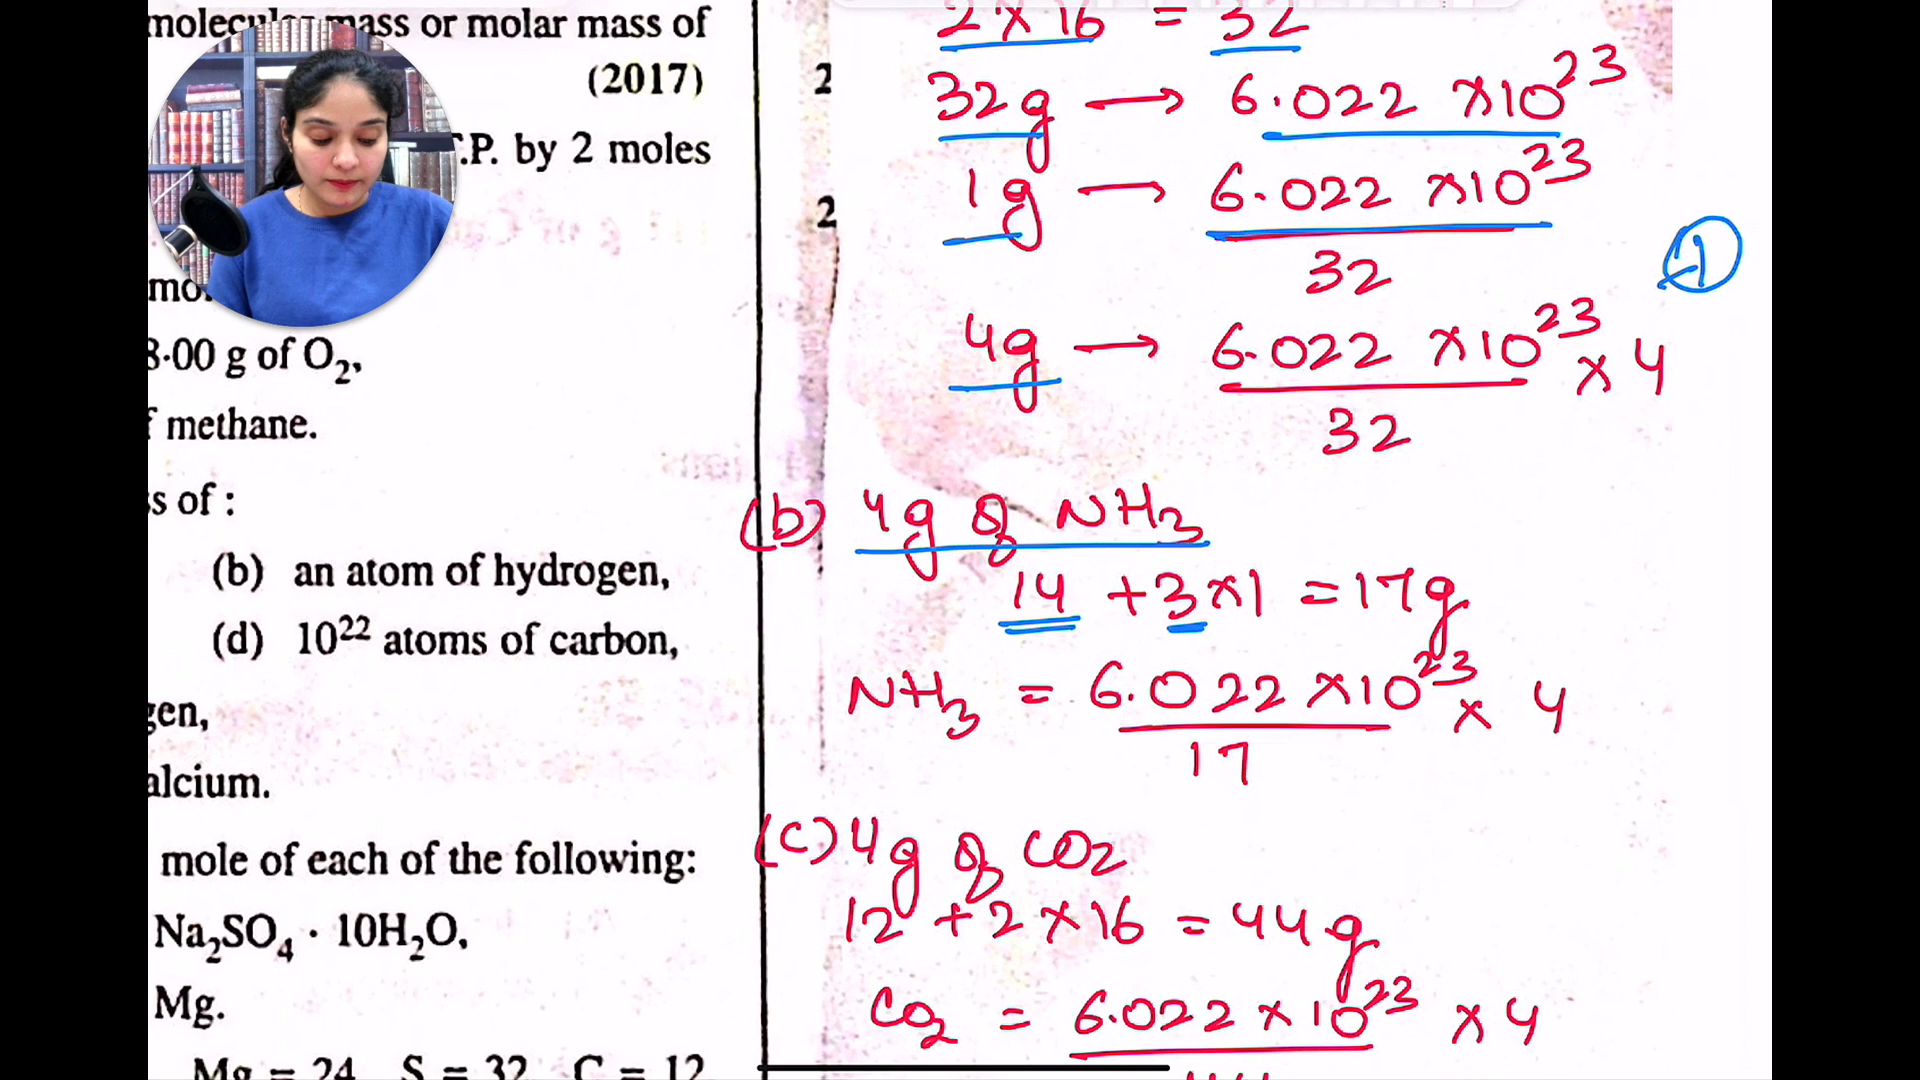 molecular mass or molar mass of
(2017)
.P. by 2 moles
8·00 g of O₂,
methane.
s of :
(b) an atom of hydrogen,
(d) 10²² atoms of carbon,
gen,
alcium.
mole of each of the following:
Na₂SO₄ · 10H₂O,
Mg.
Mg = 24, S = 32, C = 12,
2
2
2 × 16 = 32
32g → 6.022 ×10²³
1g → 6.022 ×10²³
32
1
4g → 6.022 ×10²³ × 4
32
(b) 4g of NH₃
14 + 3×1 = 17g
NH₃ = 6.022 ×10²³ × 4
17
(c) 4g of CO₂
12 + 2 ×16 = 44g
CO₂ = 6.022 ×10²³ × 4